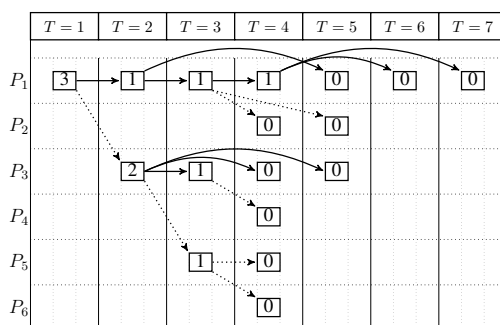 T = 1 T = 2 T = 3 T = 4 T = 5 T = 6 T = 7
P1 3 1 1 1 0 0 0
P2 0 0
P3 2 1 0 0
P4 0
P5 1 0
P6 0